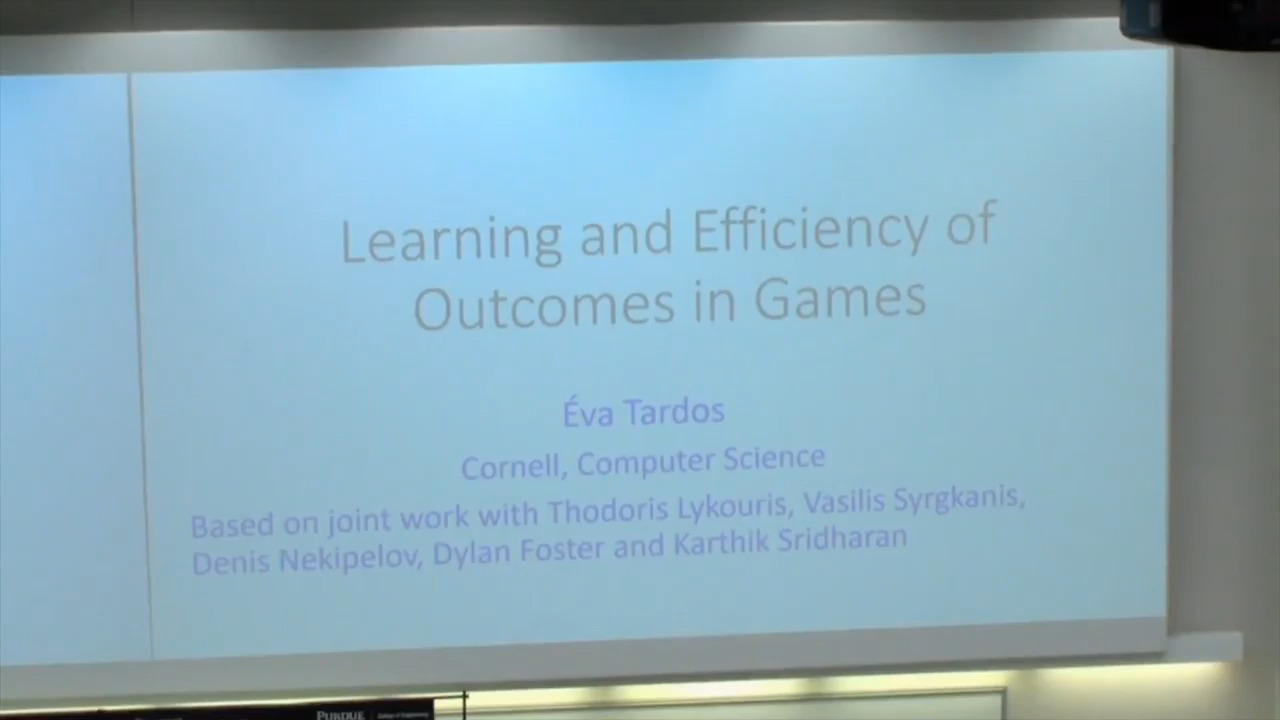 Learning and Efficiency of
Outcomes in Games
Éva Tardos
Cornell, Computer Science
Based on joint work with Thodoris Lykouris, Vasilis Syrgkanis,
Denis Nekipelov, Dylan Foster and Karthik Sridharan
PURDUE